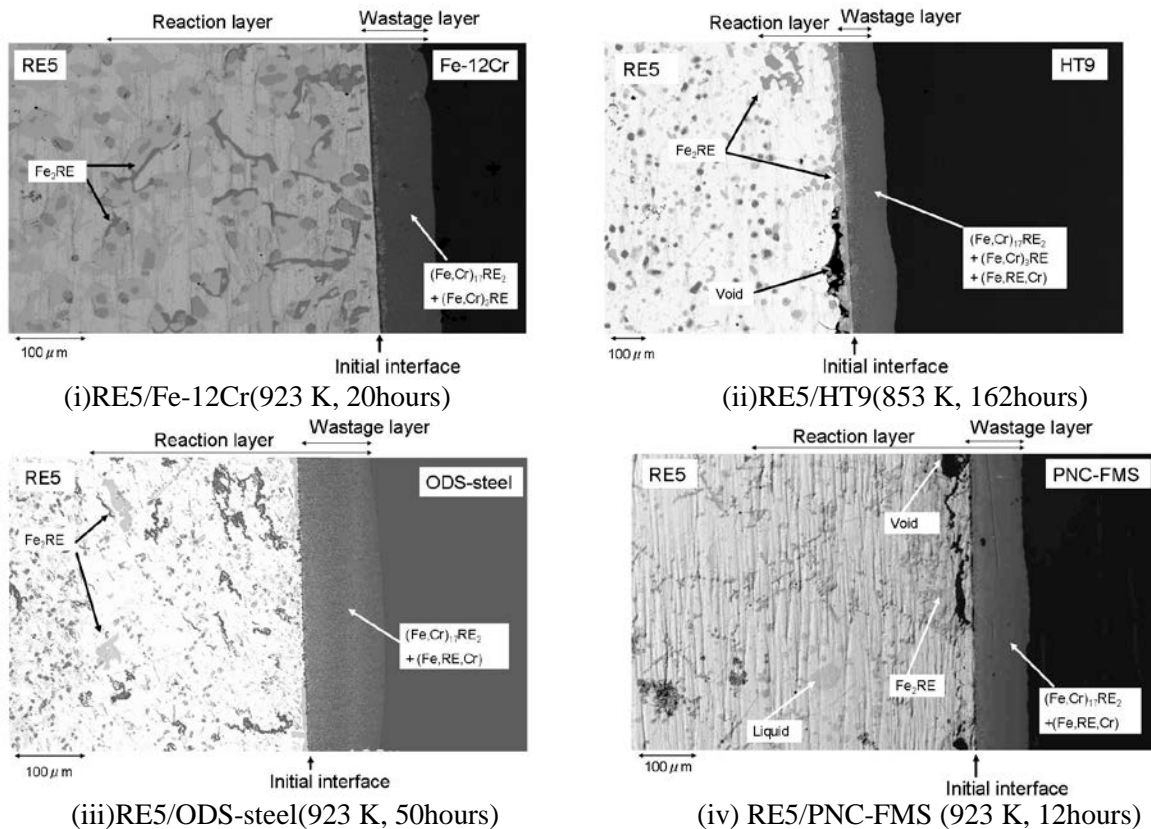 Reaction layer
Wastage layer
RE5
Fe-12Cr
Fe₂RE
(Fe,Cr)₁₇RE₂
+ (Fe,Cr)₂RE
100 μm
Initial interface
(i)RE5/Fe-12Cr(923 K, 20hours)
Wastage layer
Reaction layer
RE5
HT9
Fe₂RE
(Fe,Cr)₁₇RE₂
+ (Fe,Cr)₃RE
+ (Fe,RE,Cr)
Void
100 μm
Initial interface
(ii)RE5/HT9(853 K, 162hours)
Wastage layer
Reaction layer
RE5
ODS-steel
Fe₂RE
(Fe,Cr)₁₇RE₂
+ (Fe,RE,Cr)
100 μm
Initial interface
(iii)RE5/ODS-steel(923 K, 50hours)
Wastage layer
Reaction layer
RE5
PNC-FMS
Void
Fe₂RE
(Fe,Cr)₁₇RE₂
+(Fe,RE,Cr)
Liquid
100 μm
Initial interface
(iv) RE5/PNC-FMS (923 K, 12hours)